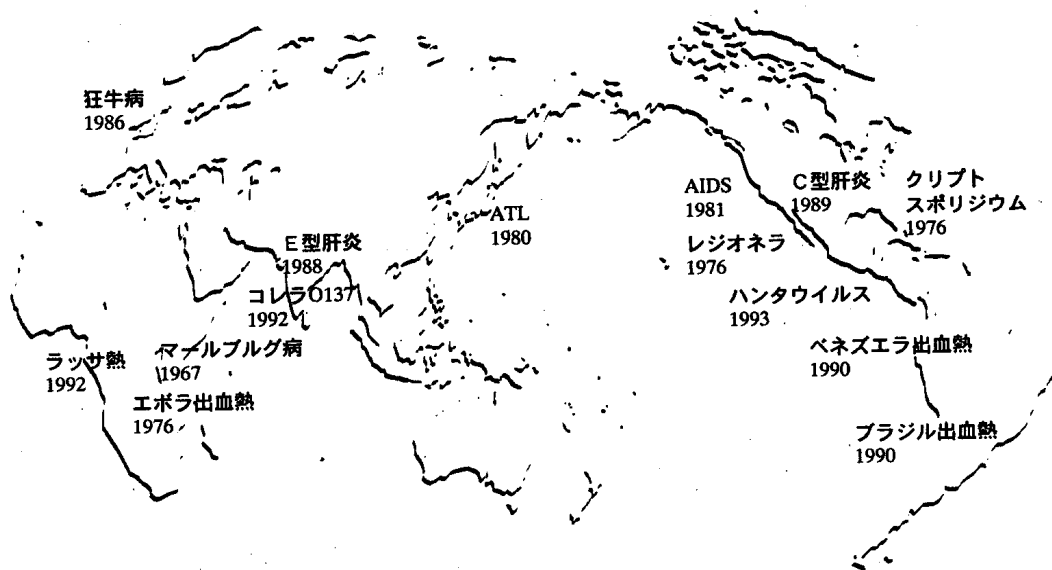 狂牛病
1986
AIDS
1981
C型肝炎
1989
クリプト
スポリジウム
1976
ATL
1980
レジオネラ
1976
E型肝炎
1988
コレラO137
1992
ハンタウイルス
1993
ラッサ熱
1992
マールブルグ病
1967
ベネズエラ出血熱
1990
エボラ出血熱
1976
ブラジル出血熱
1990